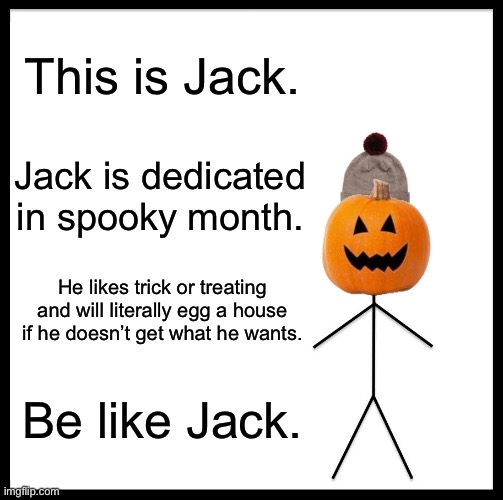 This is Jack.
Jack is dedicated
in spooky month.
He likes trick or treating
and will literally egg a house
if he doesn’t get what he wants.
Be like Jack.
imgflip.com